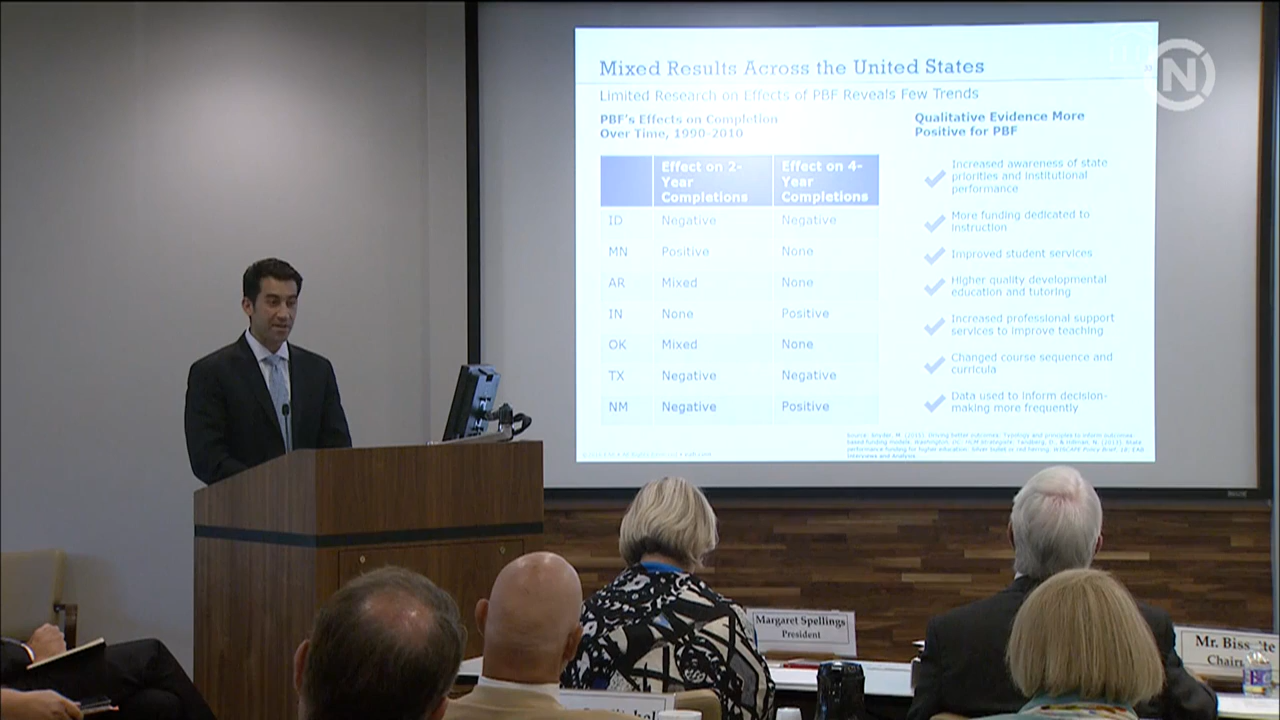 Mixed Results Across the United States
Limited Research on Effects of PBF Reveals Few Trends
PBF's Effects on Completion
Over Time, 1990-2010
Effect on 2-
Year
Completions
Effect on 4-
Year
Completions
ID Negative Negative
MN Positive None
AR Mixed None
IN None Positive
OK Mixed None
TX Negative Negative
NM Negative Positive
Qualitative Evidence More
Positive for PBF
Increased awareness of state
priorities and institutional
performance
More funding dedicated to
instruction
Improved student services
Higher quality developmental
education and tutoring
Increased professional support
services to improve teaching
Changed course sequence and
curricula
Data used to inform decision-
making more frequently
N
Margaret Spellings
President
Mr.